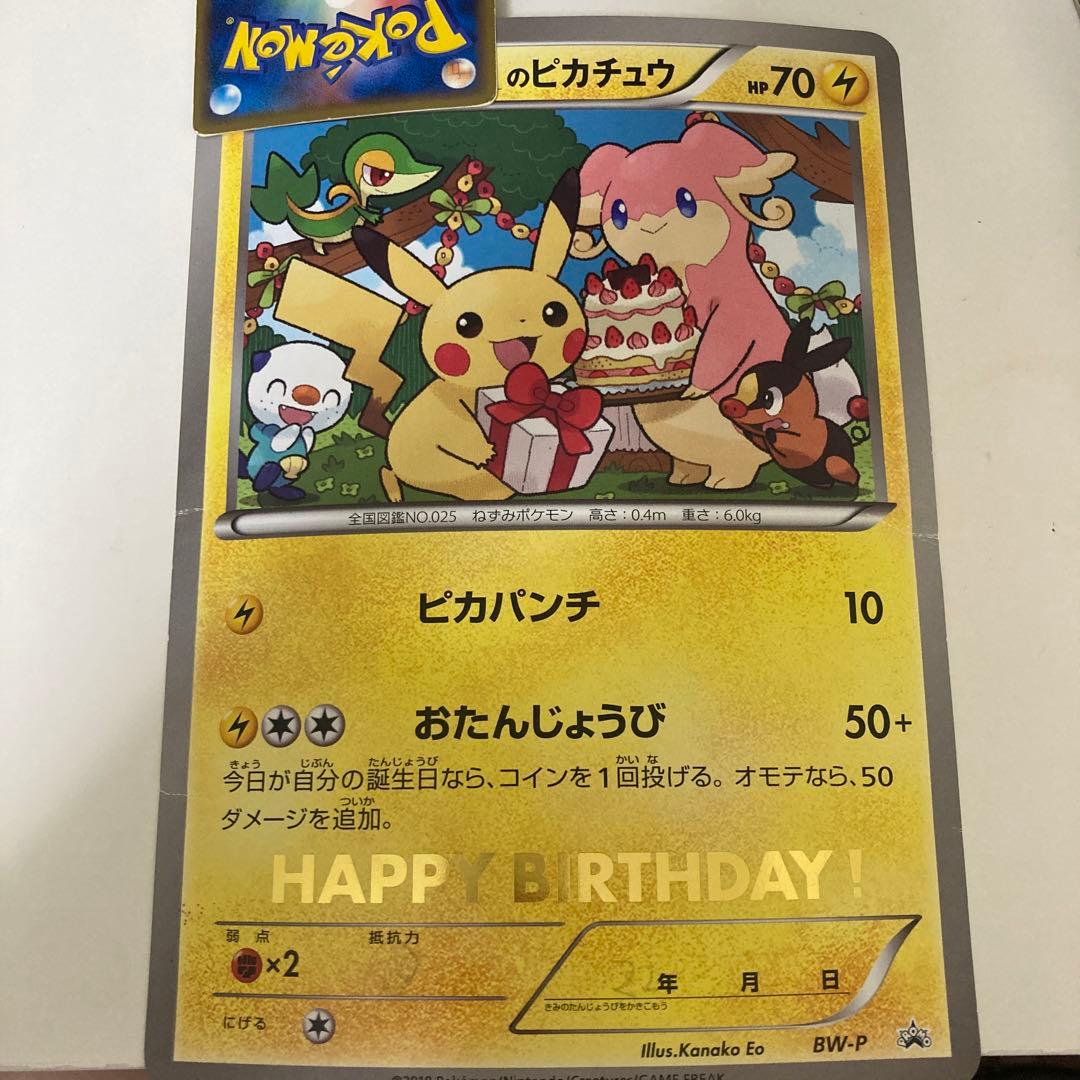 POKéMON
のピカチュウ HP70
全国図鑑NO.025 ねずみポケモン 高さ:0.4m 重さ:6.0kg
ピカパンチ 10
おたんじょうび 50+
きょう じぶん たんじょうび かい な
今日が自分の誕生日なら、コインを1回投げる。オモテなら、50
ついか
ダメージを追加。
HAPPY BIRTHDAY!
弱点 抵抗力
×2
年 月 日
きみのたんじょうびをかきこもう
にげる
Illus.Kanako Eo BW-P PROMO
Pokémon/Nintendo/Creatures/GAME FREAK